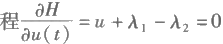 程∂H/∂u(t) = u + λ₁ − λ₂ = 0